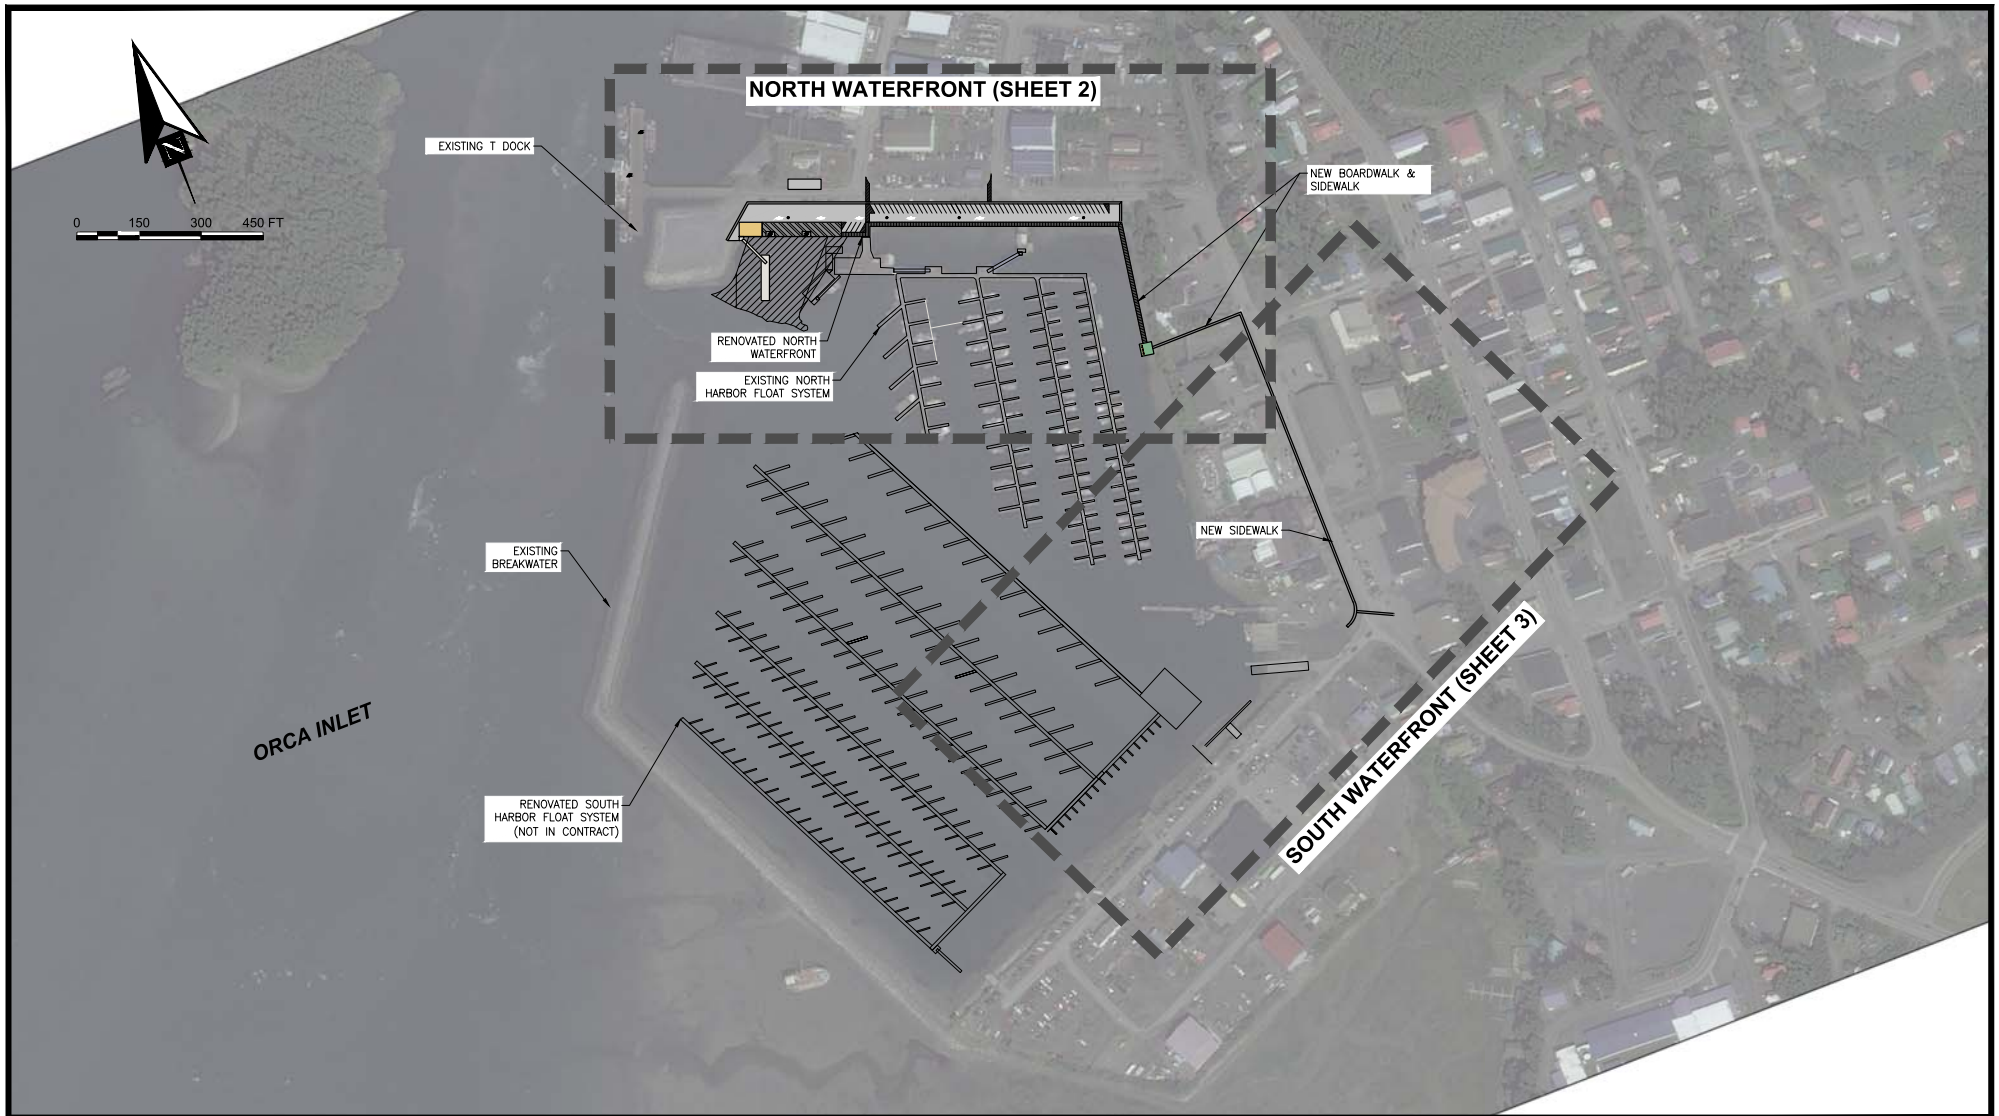 NORTH WATERFRONT (SHEET 2)
EXISTING T DOCK
N
0 150 300 450 FT
NEW BOARDWALK &
SIDEWALK
RENOVATED NORTH
WATERFRONT
EXISTING NORTH
HARBOR FLOAT SYSTEM
NEW SIDEWALK
EXISTING
BREAKWATER
SOUTH WATERFRONT (SHEET 3)
ORCA INLET
RENOVATED SOUTH
HARBOR FLOAT SYSTEM
(NOT IN CONTRACT)